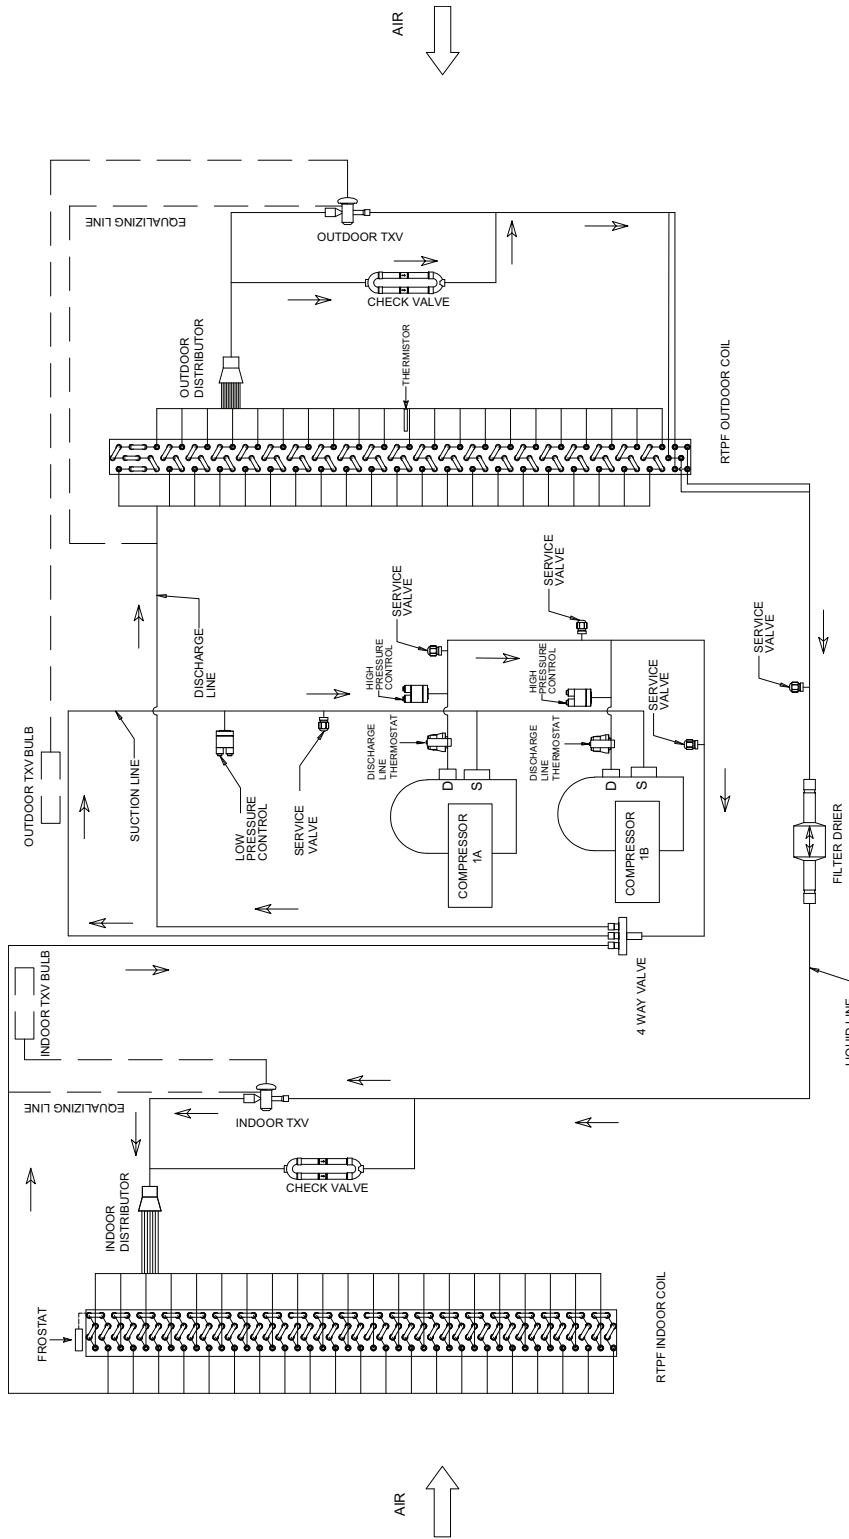 AIR
EQUALIZING LINE
OUTDOOR TXV
CHECK VALVE
OUTDOOR
DISTRIBUTOR
THERMISTOR
RTPF OUTDOOR COIL
SERVICE
VALVE
SERVICE
VALVE
SERVICE
VALVE
SERVICE
VALVE
HIGH
PRESSURE
CONTROL
HIGH
PRESSURE
CONTROL
DISCHARGE
LINE
OUTDOOR TXV BULB
SUCTION LINE
LOW
PRESSURE
CONTROL
SERVICE
VALVE
DISCHARGE
LINE
THERMOSTAT
DISCHARGE
LINE
THERMOSTAT
D
S
COMPRESSOR
1A
D
S
COMPRESSOR
1B
FILTER DRIER
4 WAY VALVE
INDOOR TXV BULB
EQUALIZING LINE
INDOOR TXV
CHECK VALVE
INDOOR
DISTRIBUTOR
FROSTAT
RTPF INDOOR COIL
AIR